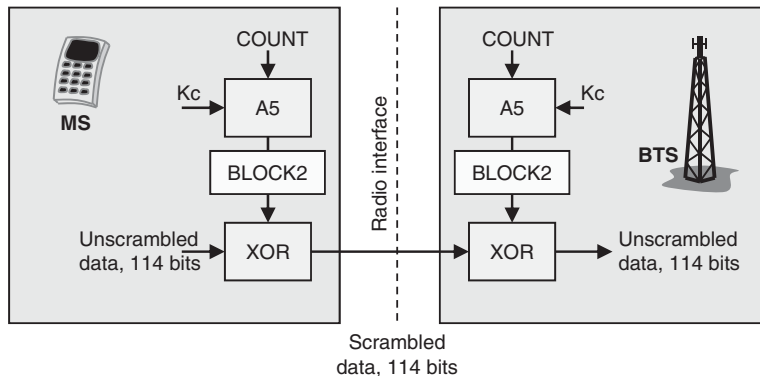 COUNT
Kc
A5
MS
BLOCK2
Unscrambled
data, 114 bits
XOR
Radio interface
COUNT
A5
Kc
BTS
BLOCK2
XOR
Unscrambled
data, 114 bits
Scrambled
data, 114 bits